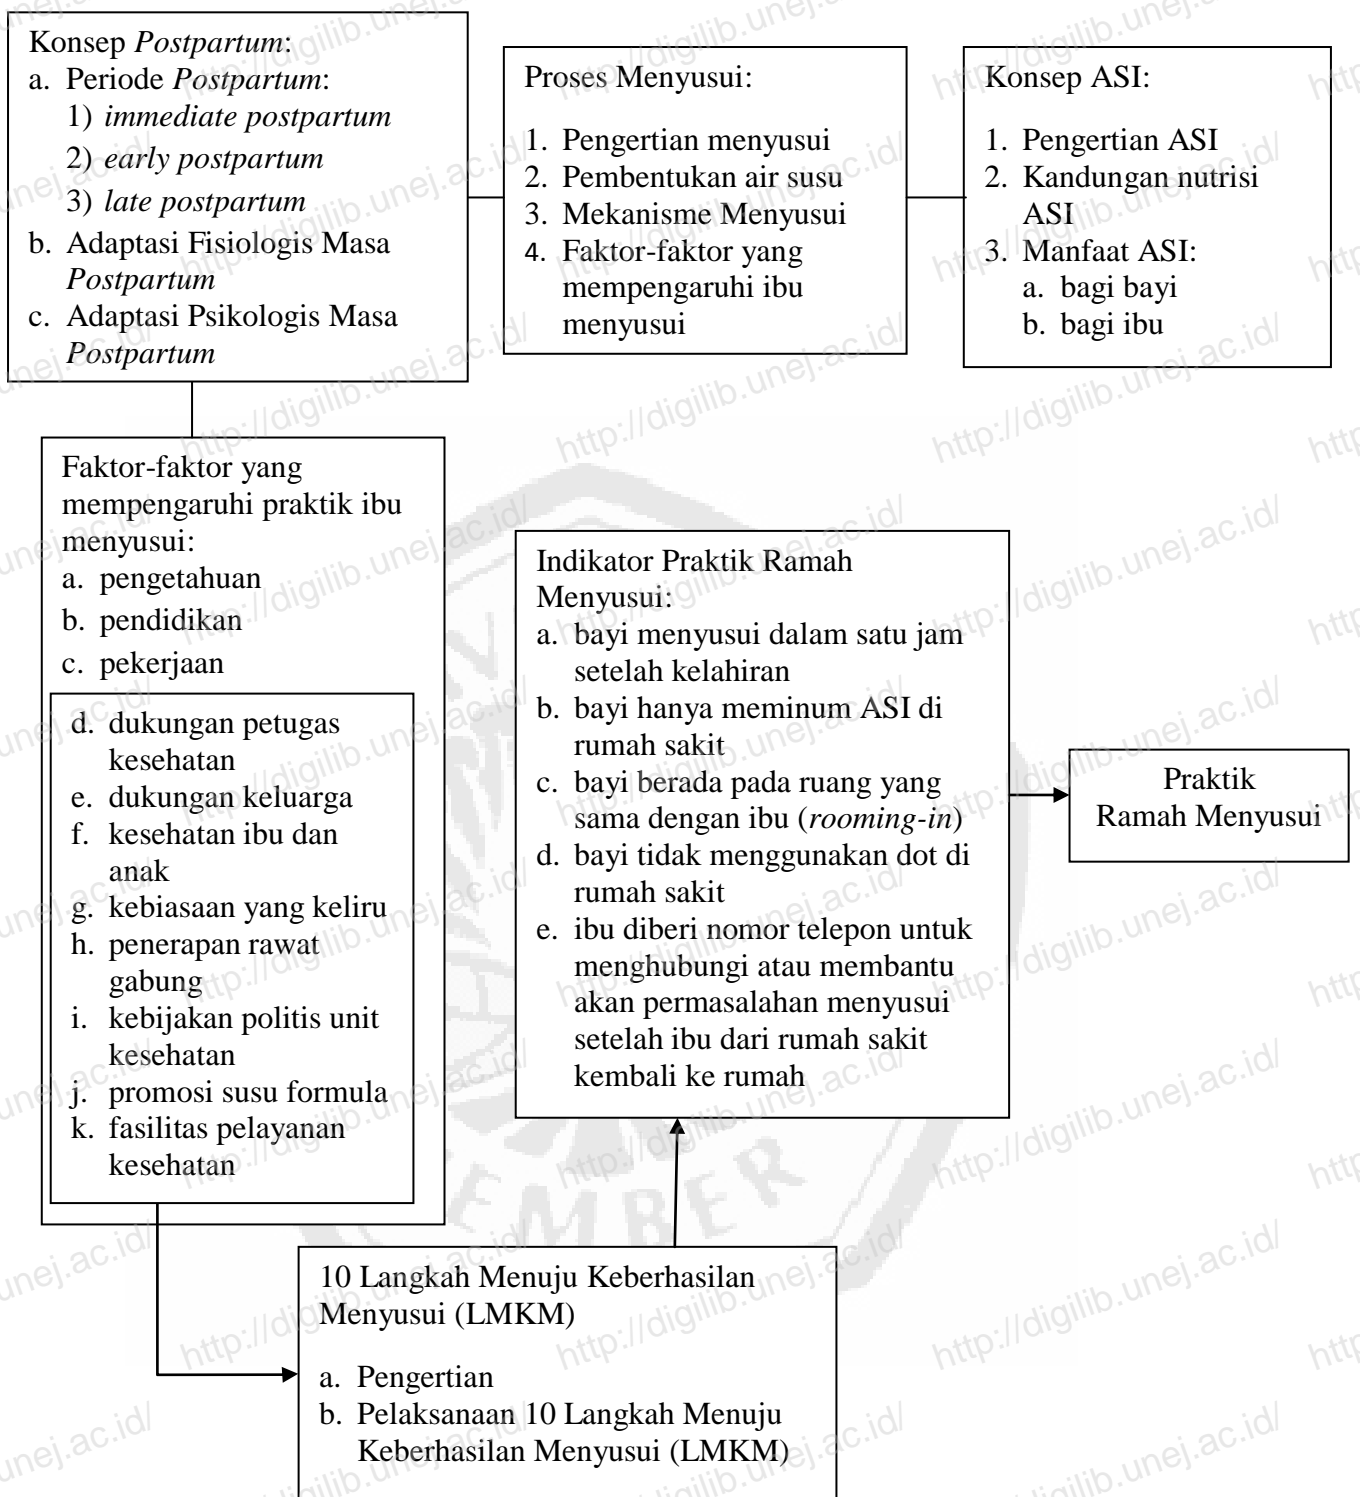 Konsep Postpartum:
a. Periode Postpartum:
1) immediate postpartum
2) early postpartum
3) late postpartum
b. Adaptasi Fisiologis Masa
Postpartum
c. Adaptasi Psikologis Masa
Postpartum
Proses Menyusui:
1. Pengertian menyusui
2. Pembentukan air susu
3. Mekanisme Menyusui
4. Faktor-faktor yang
mempengaruhi ibu
menyusui
Konsep ASI:
1. Pengertian ASI
2. Kandungan nutrisi
ASI
3. Manfaat ASI:
a. bagi bayi
b. bagi ibu
Faktor-faktor yang
mempengaruhi praktik ibu
menyusui:
a. pengetahuan
b. pendidikan
c. pekerjaan
d. dukungan petugas
kesehatan
e. dukungan keluarga
f. kesehatan ibu dan
anak
g. kebiasaan yang keliru
h. penerapan rawat
gabung
i. kebijakan politis unit
kesehatan
j. promosi susu formula
k. fasilitas pelayanan
kesehatan
Indikator Praktik Ramah
Menyusui:
a. bayi menyusui dalam satu jam
setelah kelahiran
b. bayi hanya meminum ASI di
rumah sakit
c. bayi berada pada ruang yang
sama dengan ibu (rooming-in)
d. bayi tidak menggunakan dot di
rumah sakit
e. ibu diberi nomor telepon untuk
menghubungi atau membantu
akan permasalahan menyusui
setelah ibu dari rumah sakit
kembali ke rumah
Praktik
Ramah Menyusui
10 Langkah Menuju Keberhasilan
Menyusui (LMKM)
a. Pengertian
b. Pelaksanaan 10 Langkah Menuju
Keberhasilan Menyusui (LMKM)
http://digilib.unej.ac.id/